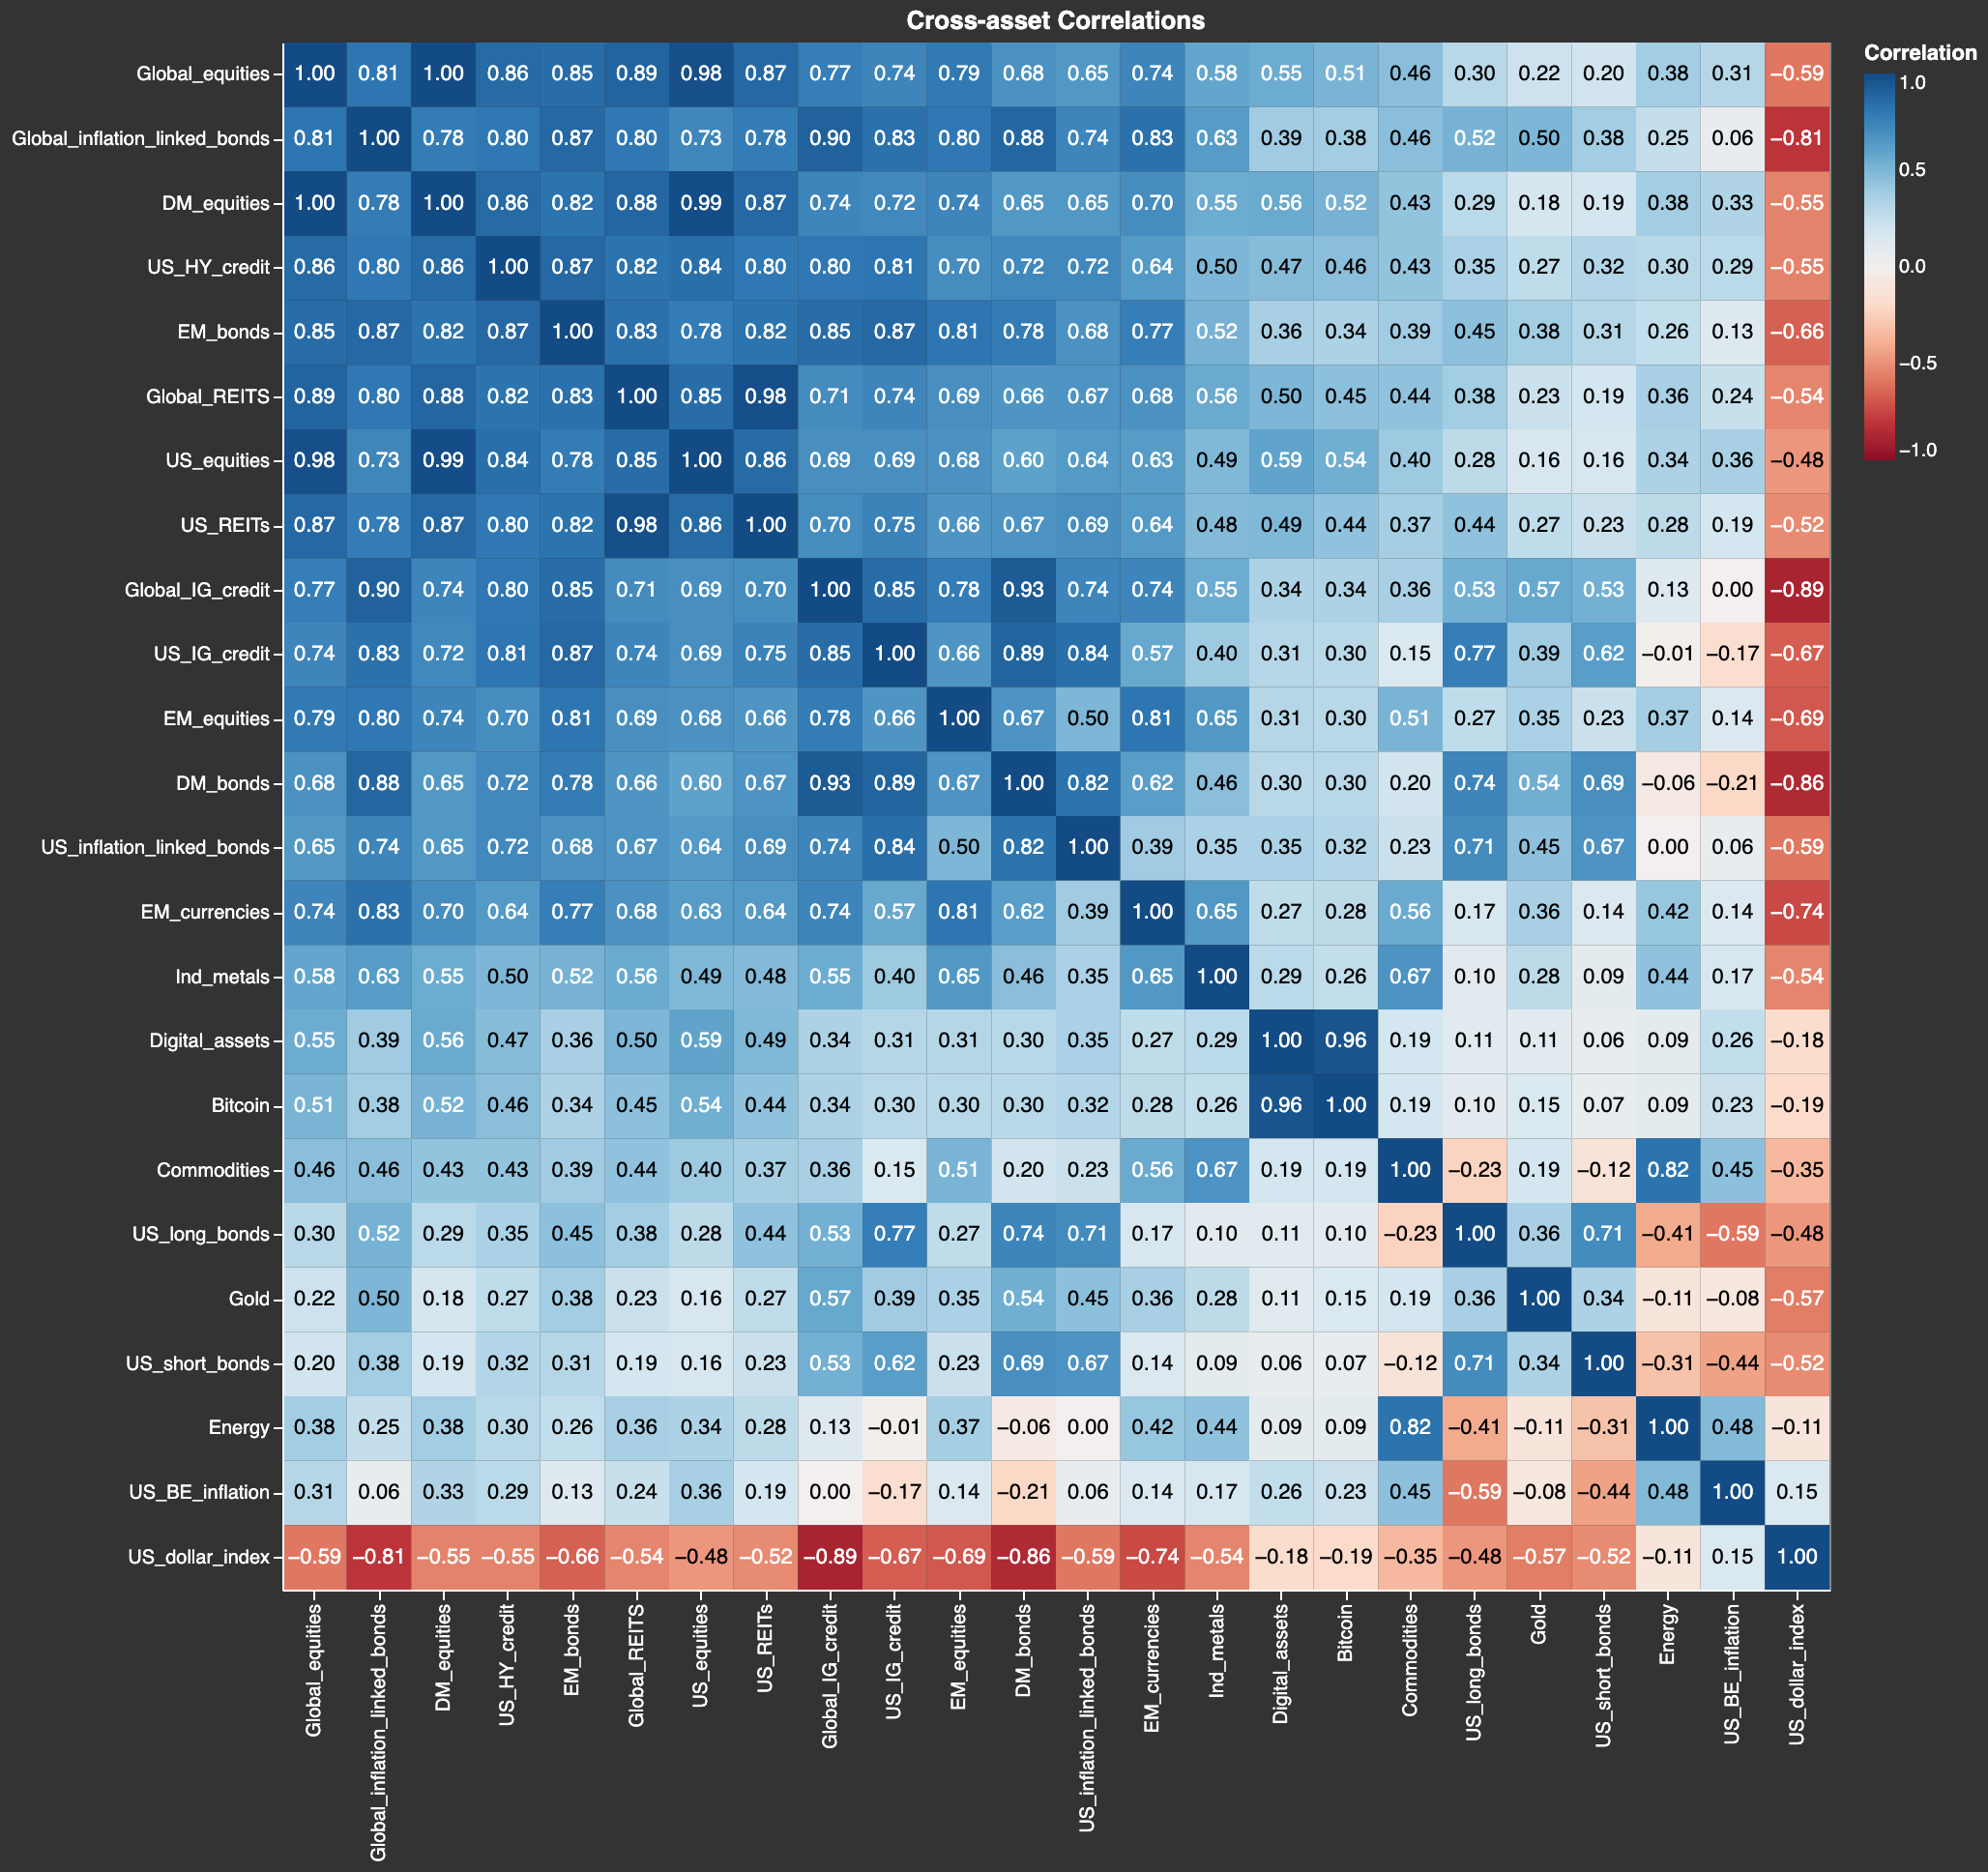 Cross-asset Correlations
Correlation
1.0
0.5
0.0
−0.5
−1.0
Global_equities 1.00 0.81 1.00 0.86 0.85 0.89 0.98 0.87 0.77 0.74 0.79 0.68 0.65 0.74 0.58 0.55 0.51 0.46 0.30 0.22 0.20 0.38 0.31 −0.59
Global_inflation_linked_bonds 0.81 1.00 0.78 0.80 0.87 0.80 0.73 0.78 0.90 0.83 0.80 0.88 0.74 0.83 0.63 0.39 0.38 0.46 0.52 0.50 0.38 0.25 0.06 −0.81
DM_equities 1.00 0.78 1.00 0.86 0.82 0.88 0.99 0.87 0.74 0.72 0.74 0.65 0.65 0.70 0.55 0.56 0.52 0.43 0.29 0.18 0.19 0.38 0.33 −0.55
US_HY_credit 0.86 0.80 0.86 1.00 0.87 0.82 0.84 0.80 0.80 0.81 0.70 0.72 0.72 0.64 0.50 0.47 0.46 0.43 0.35 0.27 0.32 0.30 0.29 −0.55
EM_bonds 0.85 0.87 0.82 0.87 1.00 0.83 0.78 0.82 0.85 0.87 0.81 0.78 0.68 0.77 0.52 0.36 0.34 0.39 0.45 0.38 0.31 0.26 0.13 −0.66
Global_REITS 0.89 0.80 0.88 0.82 0.83 1.00 0.85 0.98 0.71 0.74 0.69 0.66 0.67 0.68 0.56 0.50 0.45 0.44 0.38 0.23 0.19 0.36 0.24 −0.54
US_equities 0.98 0.73 0.99 0.84 0.78 0.85 1.00 0.86 0.69 0.69 0.68 0.60 0.64 0.63 0.49 0.59 0.54 0.40 0.28 0.16 0.16 0.34 0.36 −0.48
US_REITs 0.87 0.78 0.87 0.80 0.82 0.98 0.86 1.00 0.70 0.75 0.66 0.67 0.69 0.64 0.48 0.49 0.44 0.37 0.44 0.27 0.23 0.28 0.19 −0.52
Global_IG_credit 0.77 0.90 0.74 0.80 0.85 0.71 0.69 0.70 1.00 0.85 0.78 0.93 0.74 0.74 0.55 0.34 0.34 0.36 0.53 0.57 0.53 0.13 0.00 −0.89
US_IG_credit 0.74 0.83 0.72 0.81 0.87 0.74 0.69 0.75 0.85 1.00 0.66 0.89 0.84 0.57 0.40 0.31 0.30 0.15 0.77 0.39 0.62 −0.01 −0.17 −0.67
EM_equities 0.79 0.80 0.74 0.70 0.81 0.69 0.68 0.66 0.78 0.66 1.00 0.67 0.50 0.81 0.65 0.31 0.30 0.51 0.27 0.35 0.23 0.37 0.14 −0.69
DM_bonds 0.68 0.88 0.65 0.72 0.78 0.66 0.60 0.67 0.93 0.89 0.67 1.00 0.82 0.62 0.46 0.30 0.30 0.20 0.74 0.54 0.69 −0.06 −0.21 −0.86
US_inflation_linked_bonds 0.65 0.74 0.65 0.72 0.68 0.67 0.64 0.69 0.74 0.84 0.50 0.82 1.00 0.39 0.35 0.35 0.32 0.23 0.71 0.45 0.67 0.00 0.06 −0.59
EM_currencies 0.74 0.83 0.70 0.64 0.77 0.68 0.63 0.64 0.74 0.57 0.81 0.62 0.39 1.00 0.65 0.27 0.28 0.56 0.17 0.36 0.14 0.42 0.14 −0.74
Ind_metals 0.58 0.63 0.55 0.50 0.52 0.56 0.49 0.48 0.55 0.40 0.65 0.46 0.35 0.65 1.00 0.29 0.26 0.67 0.10 0.28 0.09 0.44 0.17 −0.54
Digital_assets 0.55 0.39 0.56 0.47 0.36 0.50 0.59 0.49 0.34 0.31 0.31 0.30 0.35 0.27 0.29 1.00 0.96 0.19 0.11 0.11 0.06 0.09 0.26 −0.18
Bitcoin 0.51 0.38 0.52 0.46 0.34 0.45 0.54 0.44 0.34 0.30 0.30 0.30 0.32 0.28 0.26 0.96 1.00 0.19 0.10 0.15 0.07 0.09 0.23 −0.19
Commodities 0.46 0.46 0.43 0.43 0.39 0.44 0.40 0.37 0.36 0.15 0.51 0.20 0.23 0.56 0.67 0.19 0.19 1.00 −0.23 0.19 −0.12 0.82 0.45 −0.35
US_long_bonds 0.30 0.52 0.29 0.35 0.45 0.38 0.28 0.44 0.53 0.77 0.27 0.74 0.71 0.17 0.10 0.11 0.10 −0.23 1.00 0.36 0.71 −0.41 −0.59 −0.48
Gold 0.22 0.50 0.18 0.27 0.38 0.23 0.16 0.27 0.57 0.39 0.35 0.54 0.45 0.36 0.28 0.11 0.15 0.19 0.36 1.00 0.34 −0.11 −0.08 −0.57
US_short_bonds 0.20 0.38 0.19 0.32 0.31 0.19 0.16 0.23 0.53 0.62 0.23 0.69 0.67 0.14 0.09 0.06 0.07 −0.12 0.71 0.34 1.00 −0.31 −0.44 −0.52
Energy 0.38 0.25 0.38 0.30 0.26 0.36 0.34 0.28 0.13 −0.01 0.37 −0.06 0.00 0.42 0.44 0.09 0.09 0.82 −0.41 −0.11 −0.31 1.00 0.48 −0.11
US_BE_inflation 0.31 0.06 0.33 0.29 0.13 0.24 0.36 0.19 0.00 −0.17 0.14 −0.21 0.06 0.14 0.17 0.26 0.23 0.45 −0.59 −0.08 −0.44 0.48 1.00 0.15
US_dollar_index −0.59 −0.81 −0.55 −0.55 −0.66 −0.54 −0.48 −0.52 −0.89 −0.67 −0.69 −0.86 −0.59 −0.74 −0.54 −0.18 −0.19 −0.35 −0.48 −0.57 −0.52 −0.11 0.15 1.00
Global_equities
Global_inflation_linked_bonds
DM_equities
US_HY_credit
EM_bonds
Global_REITS
US_equities
US_REITs
Global_IG_credit
US_IG_credit
EM_equities
DM_bonds
US_inflation_linked_bonds
EM_currencies
Ind_metals
Digital_assets
Bitcoin
Commodities
US_long_bonds
Gold
US_short_bonds
Energy
US_BE_inflation
US_dollar_index